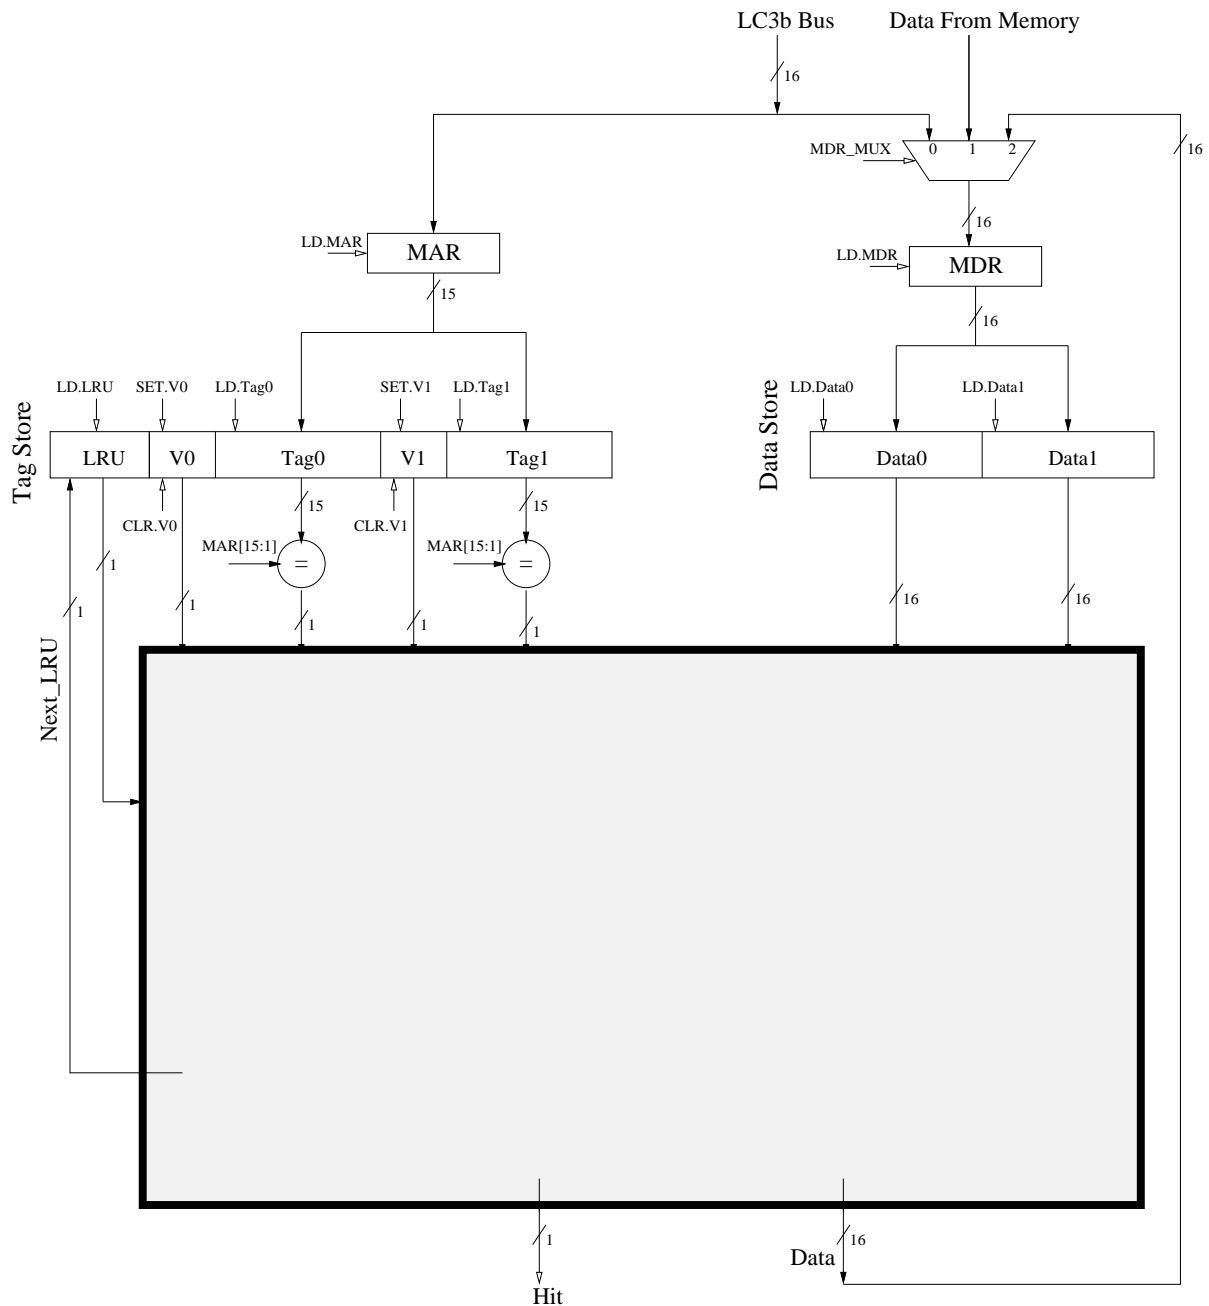 LC3b Bus
Data From Memory
16
0 1 2
MDR_MUX
16
16
LD.MAR
MAR
LD.MDR
MDR
15
16
LD.LRU
SET.V0
LD.Tag0
SET.V1
LD.Tag1
LD.Data0
LD.Data1
Tag Store
LRU
V0
Tag0
V1
Tag1
Data Store
Data0
Data1
CLR.V0
15
CLR.V1
15
MAR[15:1]
=
MAR[15:1]
=
1
1
1
1
1
1
16
16
Next_LRU
1
16
Data
Hit